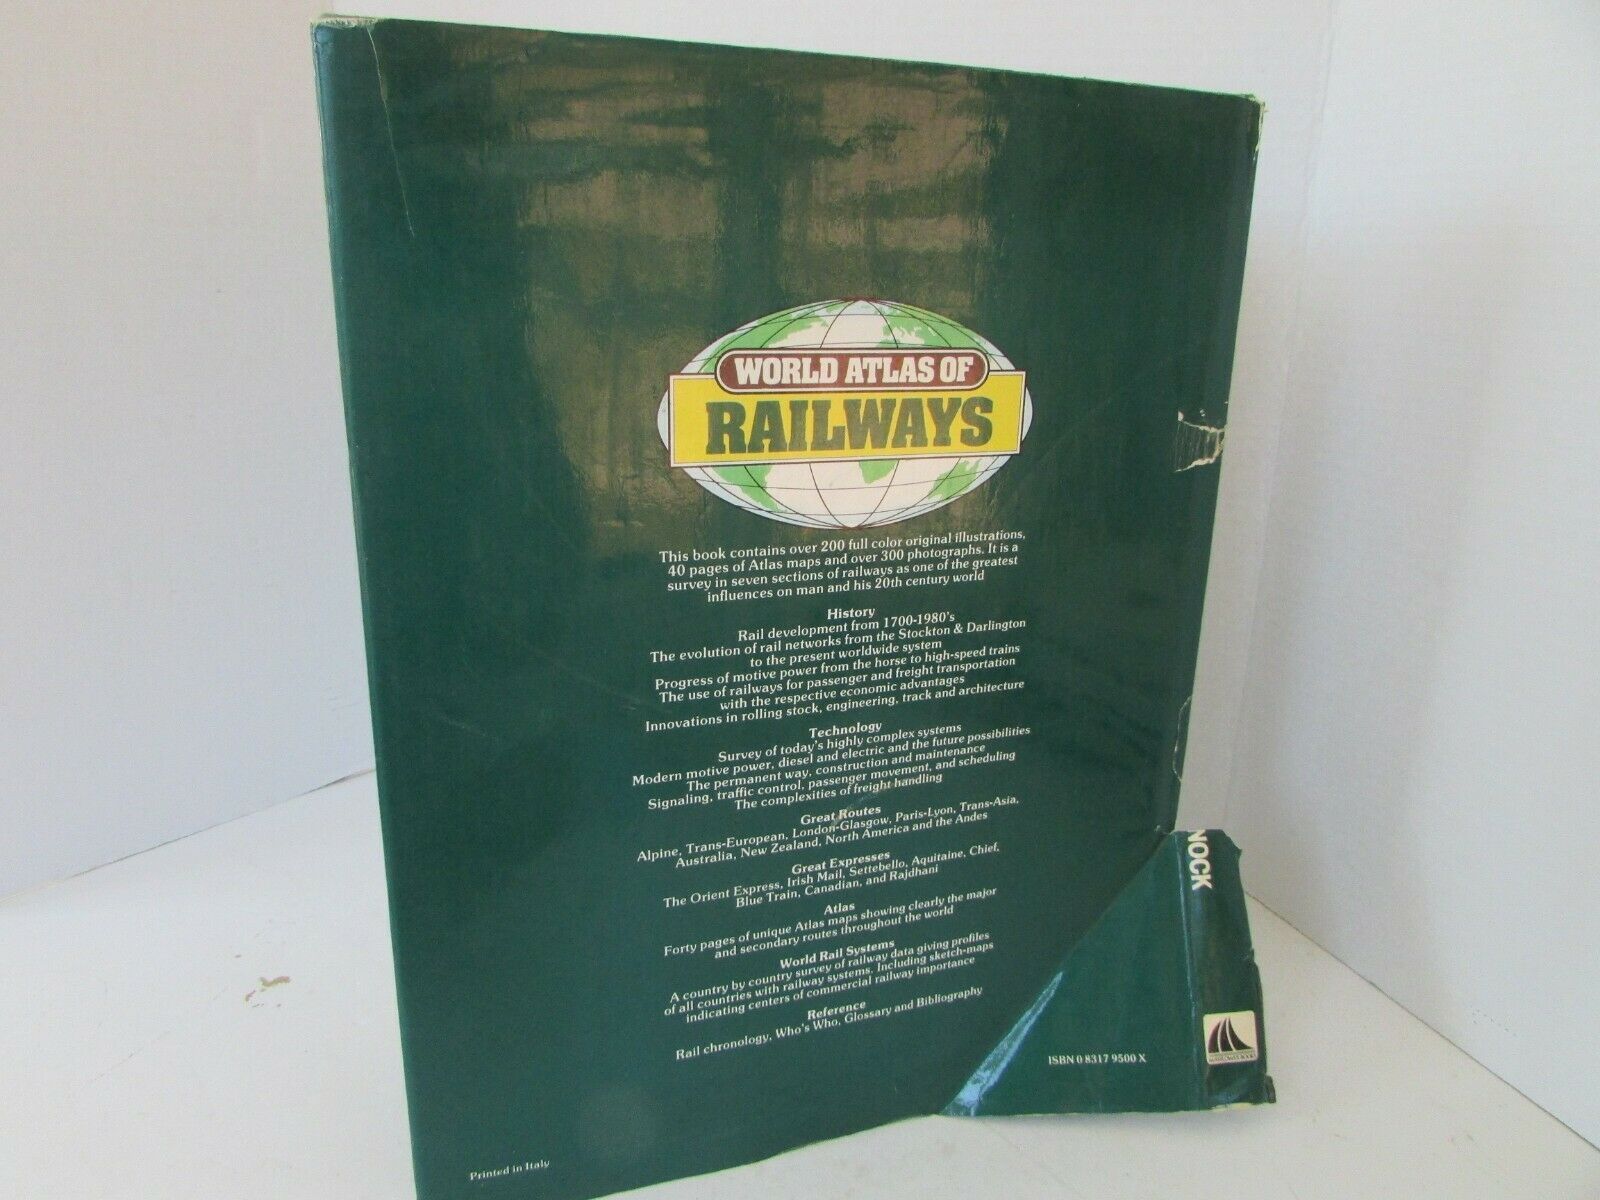 WORLD ATLAS OF
RAILWAYS
This book contains over 200 full color original illustrations,
40 pages of Atlas maps and over 300 photographs. It is a
survey in seven sections of railways as one of the greatest
influences on man and his 20th century world
History
Rail development from 1700-1980's
The evolution of rail networks from the Stockton & Darlington
to the present worldwide system
Progress of motive power from the horse to high-speed trains
The use of railways for passenger and freight transportation
with the respective economic advantages
Innovations in rolling stock, engineering, track and architecture
Technology
Survey of today's highly complex systems
Modern motive power, diesel and electric and the future possibilities
The permanent way, construction and maintenance
Signaling, traffic control, passenger movement, and scheduling
The complexities of freight handling
Great Routes
Alpine, Trans-European, London-Glasgow, Paris-Lyon, Trans-Asia,
Australia, New Zealand, North America and the Andes
Great Expresses
The Orient Express, Irish Mail, Settebello, Aquitaine, Chief,
Blue Train, Canadian, and Rajdhani
Atlas
Forty pages of unique Atlas maps showing clearly the major
and secondary routes throughout the world
World Rail Systems
A country by country survey of railway data giving profiles
of all countries with railway systems. Including sketch-maps
indicating centers of commercial railway importance
Reference
Rail chronology, Who's Who, Glossary and Bibliography
Printed in Italy
NOCK
ISBN 0 8317 9500 X